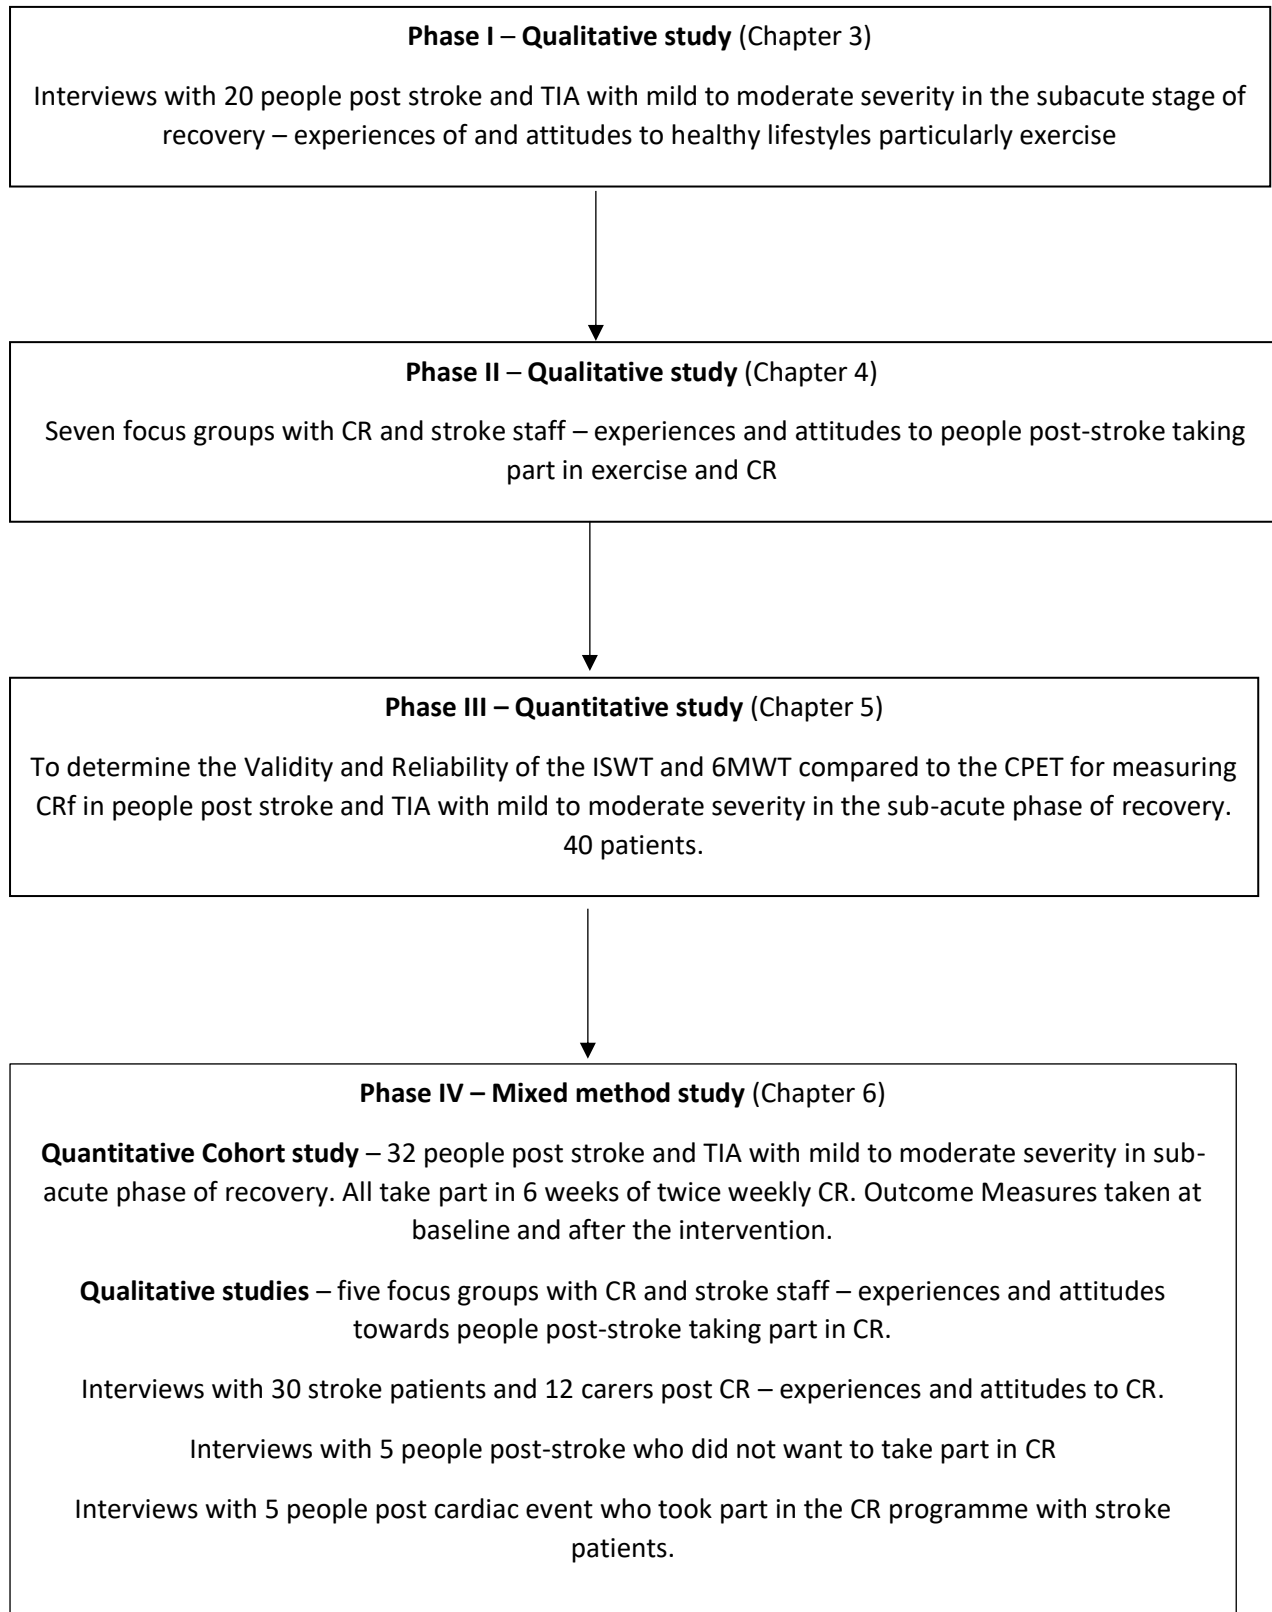 Phase I – Qualitative study (Chapter 3)
Interviews with 20 people post stroke and TIA with mild to moderate severity in the subacute stage of
recovery – experiences of and attitudes to healthy lifestyles particularly exercise
Phase II – Qualitative study (Chapter 4)
Seven focus groups with CR and stroke staff – experiences and attitudes to people post-stroke taking
part in exercise and CR
Phase III – Quantitative study (Chapter 5)
To determine the Validity and Reliability of the ISWT and 6MWT compared to the CPET for measuring
CRf in people post stroke and TIA with mild to moderate severity in the sub-acute phase of recovery.
40 patients.
Phase IV – Mixed method study (Chapter 6)
Quantitative Cohort study – 32 people post stroke and TIA with mild to moderate severity in sub-
acute phase of recovery. All take part in 6 weeks of twice weekly CR. Outcome Measures taken at
baseline and after the intervention.
Qualitative studies – five focus groups with CR and stroke staff – experiences and attitudes
towards people post-stroke taking part in CR.
Interviews with 30 stroke patients and 12 carers post CR – experiences and attitudes to CR.
Interviews with 5 people post-stroke who did not want to take part in CR
Interviews with 5 people post cardiac event who took part in the CR programme with stroke
patients.